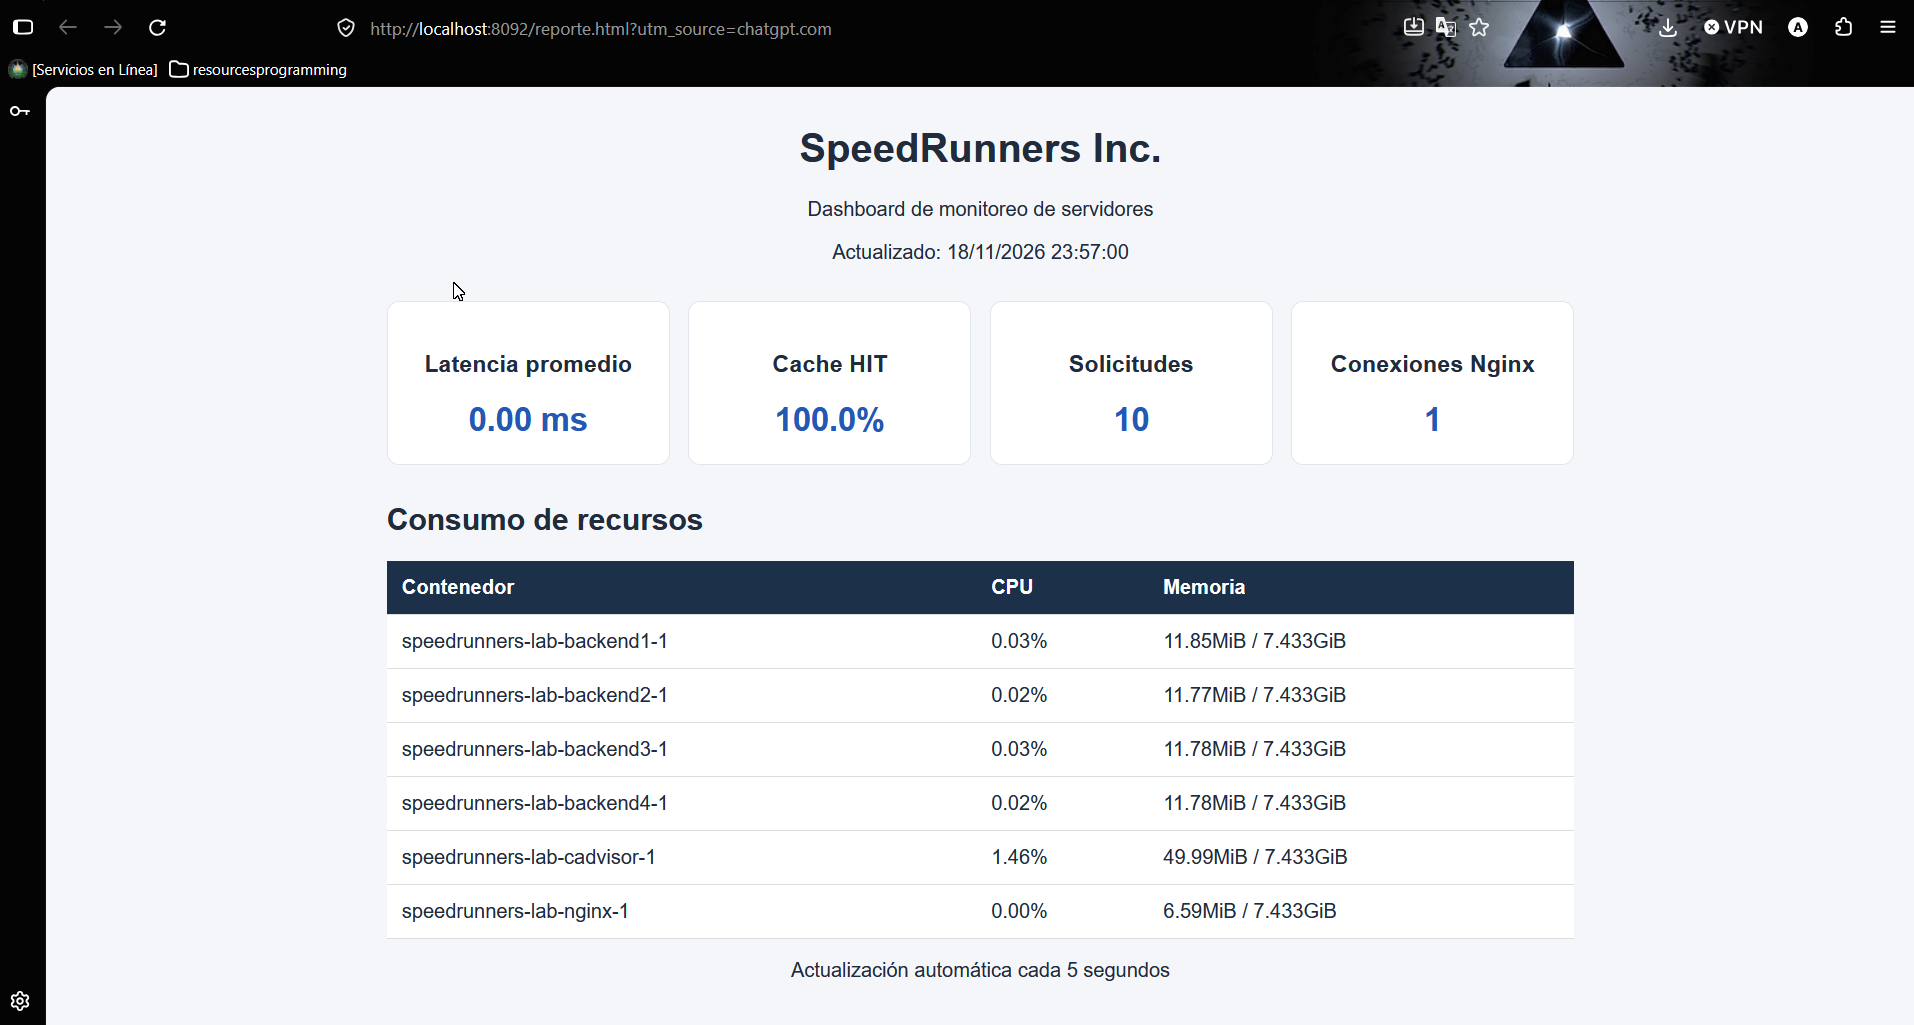 http://localhost:8092/reporte.html?utm_source=chatgpt.com
VPN
A
[Servicios en Línea] resourcesprogramming
SpeedRunners Inc.
Dashboard de monitoreo de servidores
Actualizado: 18/11/2026 23:57:00
Latencia promedio
0.00 ms
Cache HIT
100.0%
Solicitudes
10
Conexiones Nginx
1
Consumo de recursos
Contenedor CPU Memoria
speedrunners-lab-backend1-1 0.03% 11.85MiB / 7.433GiB
speedrunners-lab-backend2-1 0.02% 11.77MiB / 7.433GiB
speedrunners-lab-backend3-1 0.03% 11.78MiB / 7.433GiB
speedrunners-lab-backend4-1 0.02% 11.78MiB / 7.433GiB
speedrunners-lab-cadvisor-1 1.46% 49.99MiB / 7.433GiB
speedrunners-lab-nginx-1 0.00% 6.59MiB / 7.433GiB
Actualización automática cada 5 segundos